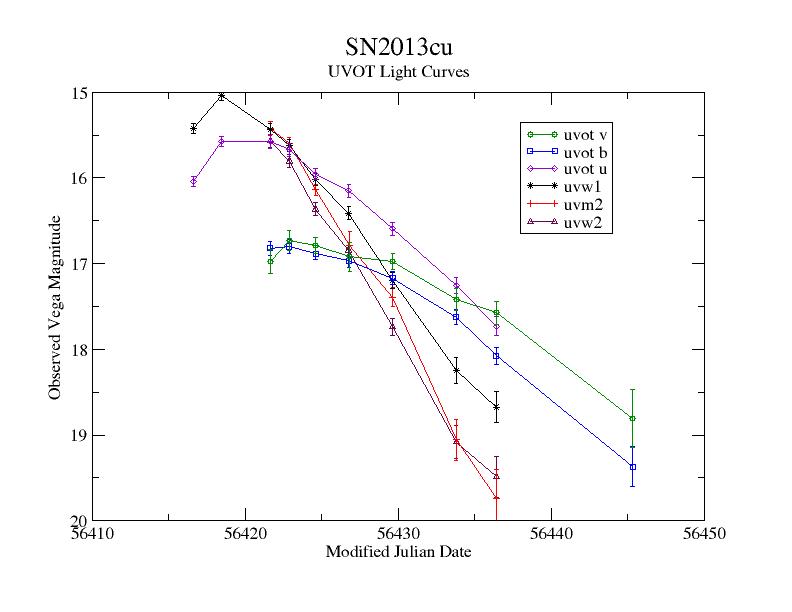 SN2013cu
UVOT Light Curves
15
16
17
18
19
20
Observed Vega Magnitude
uvot v
uvot b
uvot u
uvw1
uvm2
uvw2
56410
56420
56430
56440
56450
Modified Julian Date